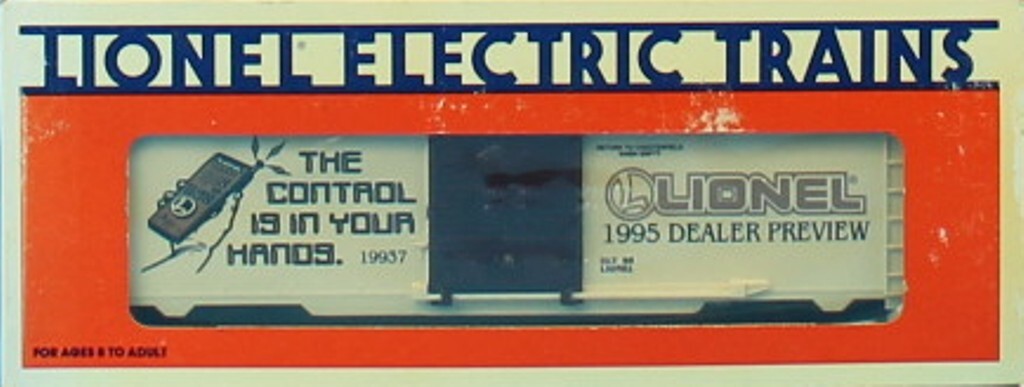 LIONEL ELECTRIC TRAINS
THE
CONTROL
IS IN YOUR
HANDS. 19937
LIONEL
1995 DEALER PREVIEW
LIONEL
FOR AGES 8 TO ADULT